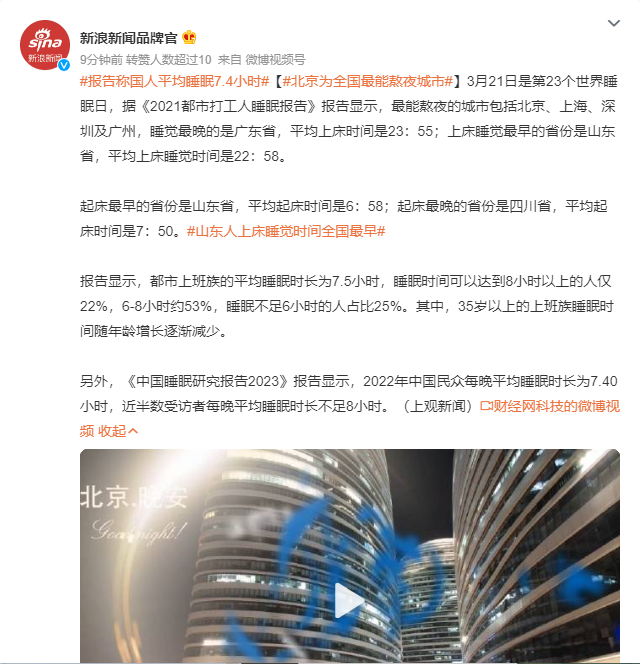 新浪新闻品牌官
9分钟前 转赞人数超过10 来自 微博视频号
sina
新浪新闻
#报告称国人平均睡眠7.4小时#【#北京为全国最能熬夜城市#】3月21日是第23个世界睡
眠日，据《2021都市打工人睡眠报告》报告显示，最能熬夜的城市包括北京、上海、深
圳及广州，睡觉最晚的是广东省，平均上床时间是23：55；上床睡觉最早的省份是山东
省，平均上床睡觉时间是22：58。
起床最早的省份是山东省，平均起床时间是6：58；起床最晚的省份是四川省，平均起
床时间是7：50。#山东人上床睡觉时间全国最早#
报告显示，都市上班族的平均睡眠时长为7.5小时，睡眠时间可以达到8小时以上的人仅
22%，6-8小时约53%，睡眠不足6小时的人占比25%。其中，35岁以上的上班族睡眠时
间随年龄增长逐渐减少。
另外，《中国睡眠研究报告2023》报告显示，2022年中国民众每晚平均睡眠时长为7.40
小时，近半数受访者每晚平均睡眠时长不足8小时。（上观新闻）财经网科技的微博视
频 收起
北京.晚安
Good night!